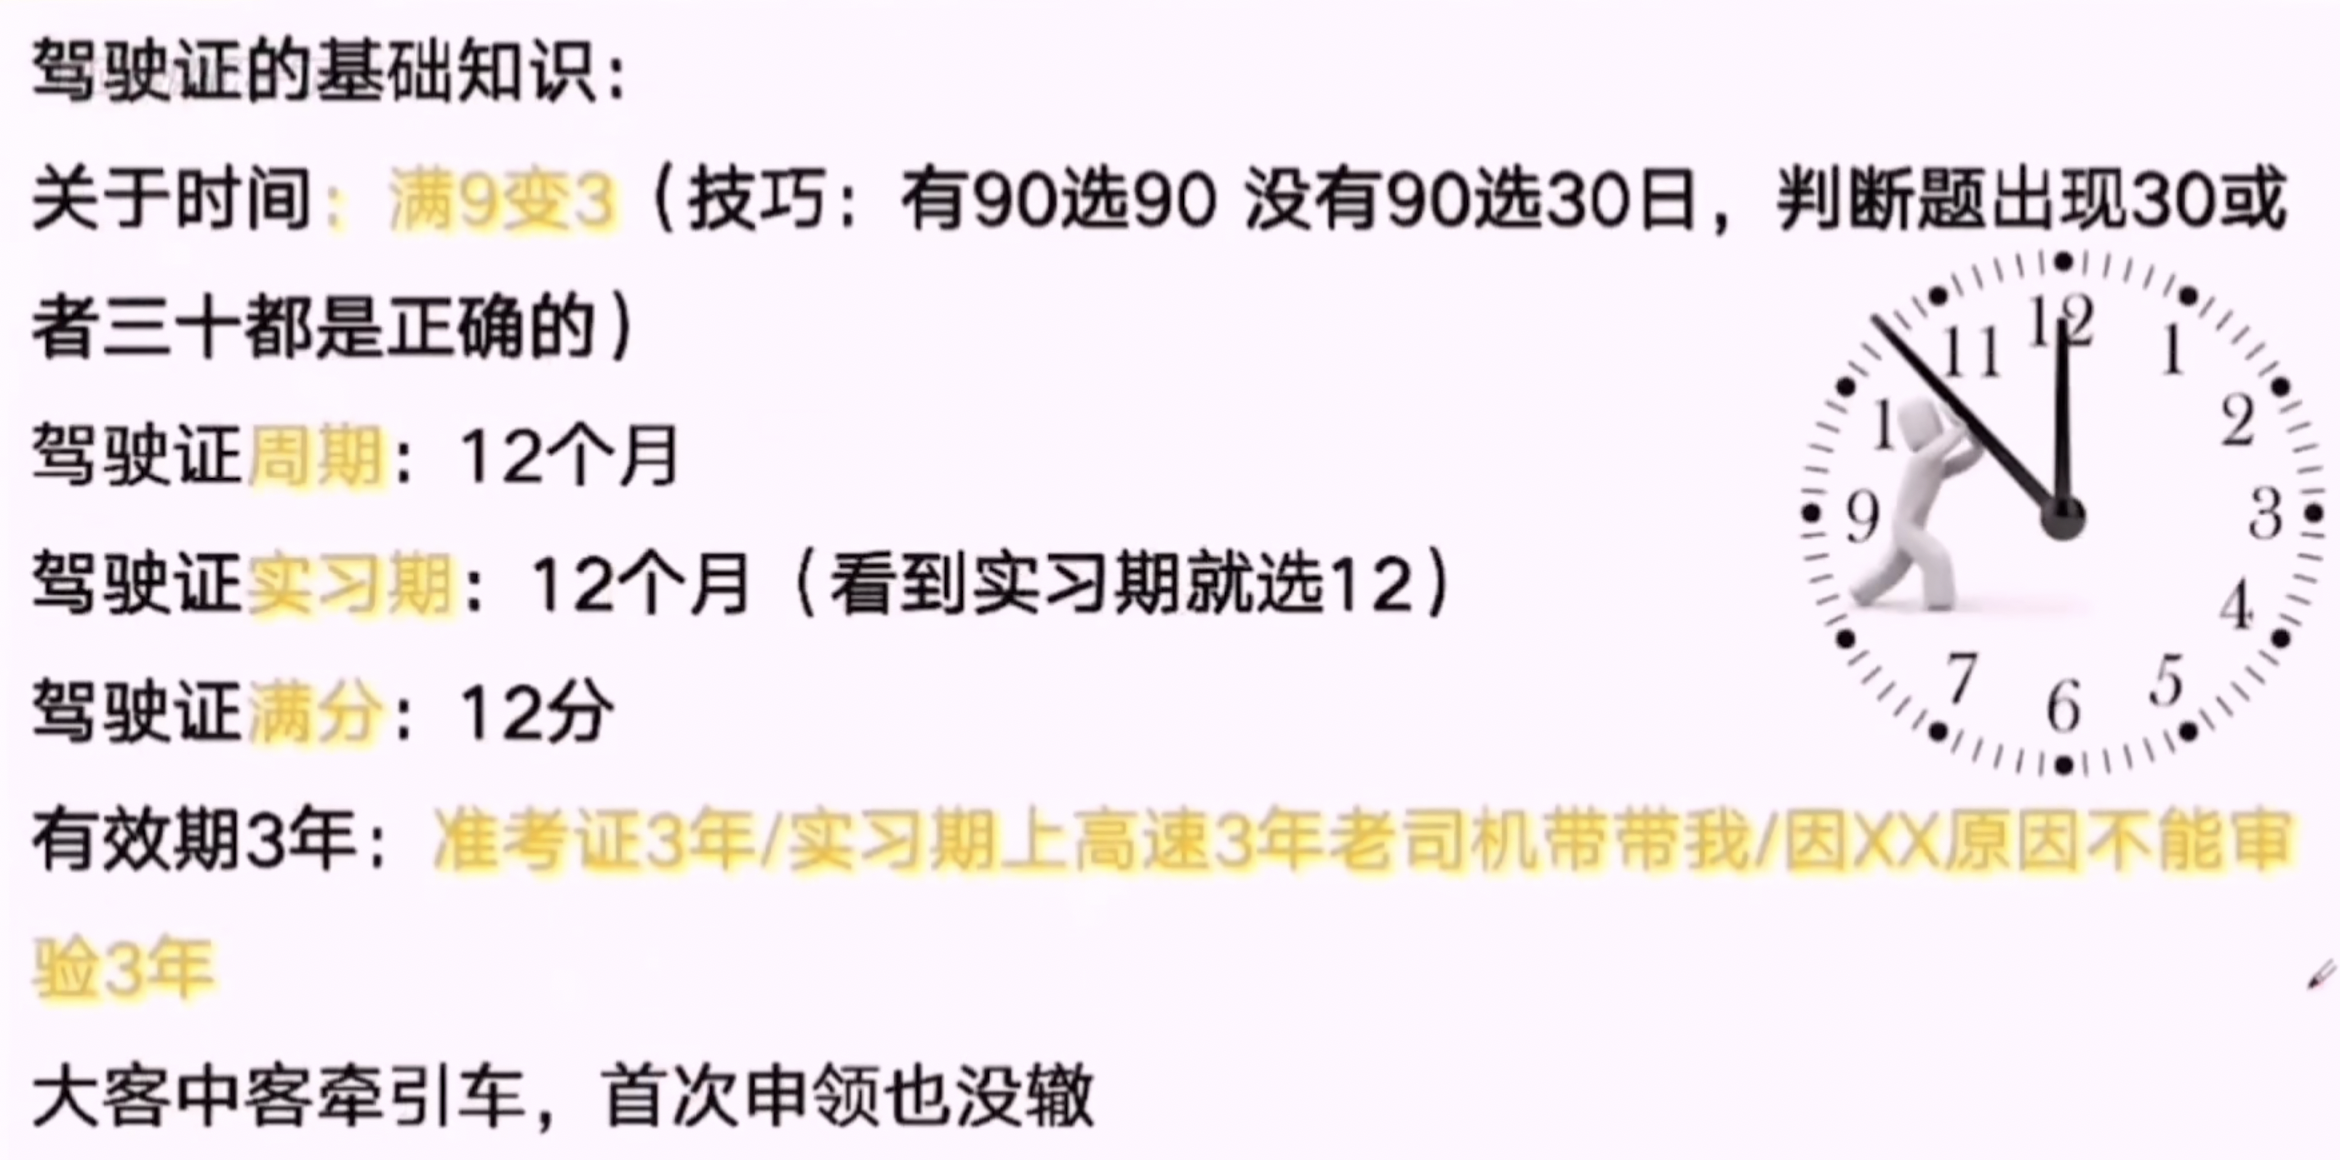 驾驶证的基础知识：
关于时间：满9变3（技巧：有90选90 没有90选30日，判断题出现30或
者三十都是正确的）
驾驶证周期：12个月
驾驶证实习期：12个月（看到实习期就选12）
驾驶证满分：12分
有效期3年：准考证3年/实习期上高速3年老司机带带我/因XX原因不能审
验3年
大客中客牵引车，首次申领也没辙
12
11
1
1
2
9
3
4
7
5
6